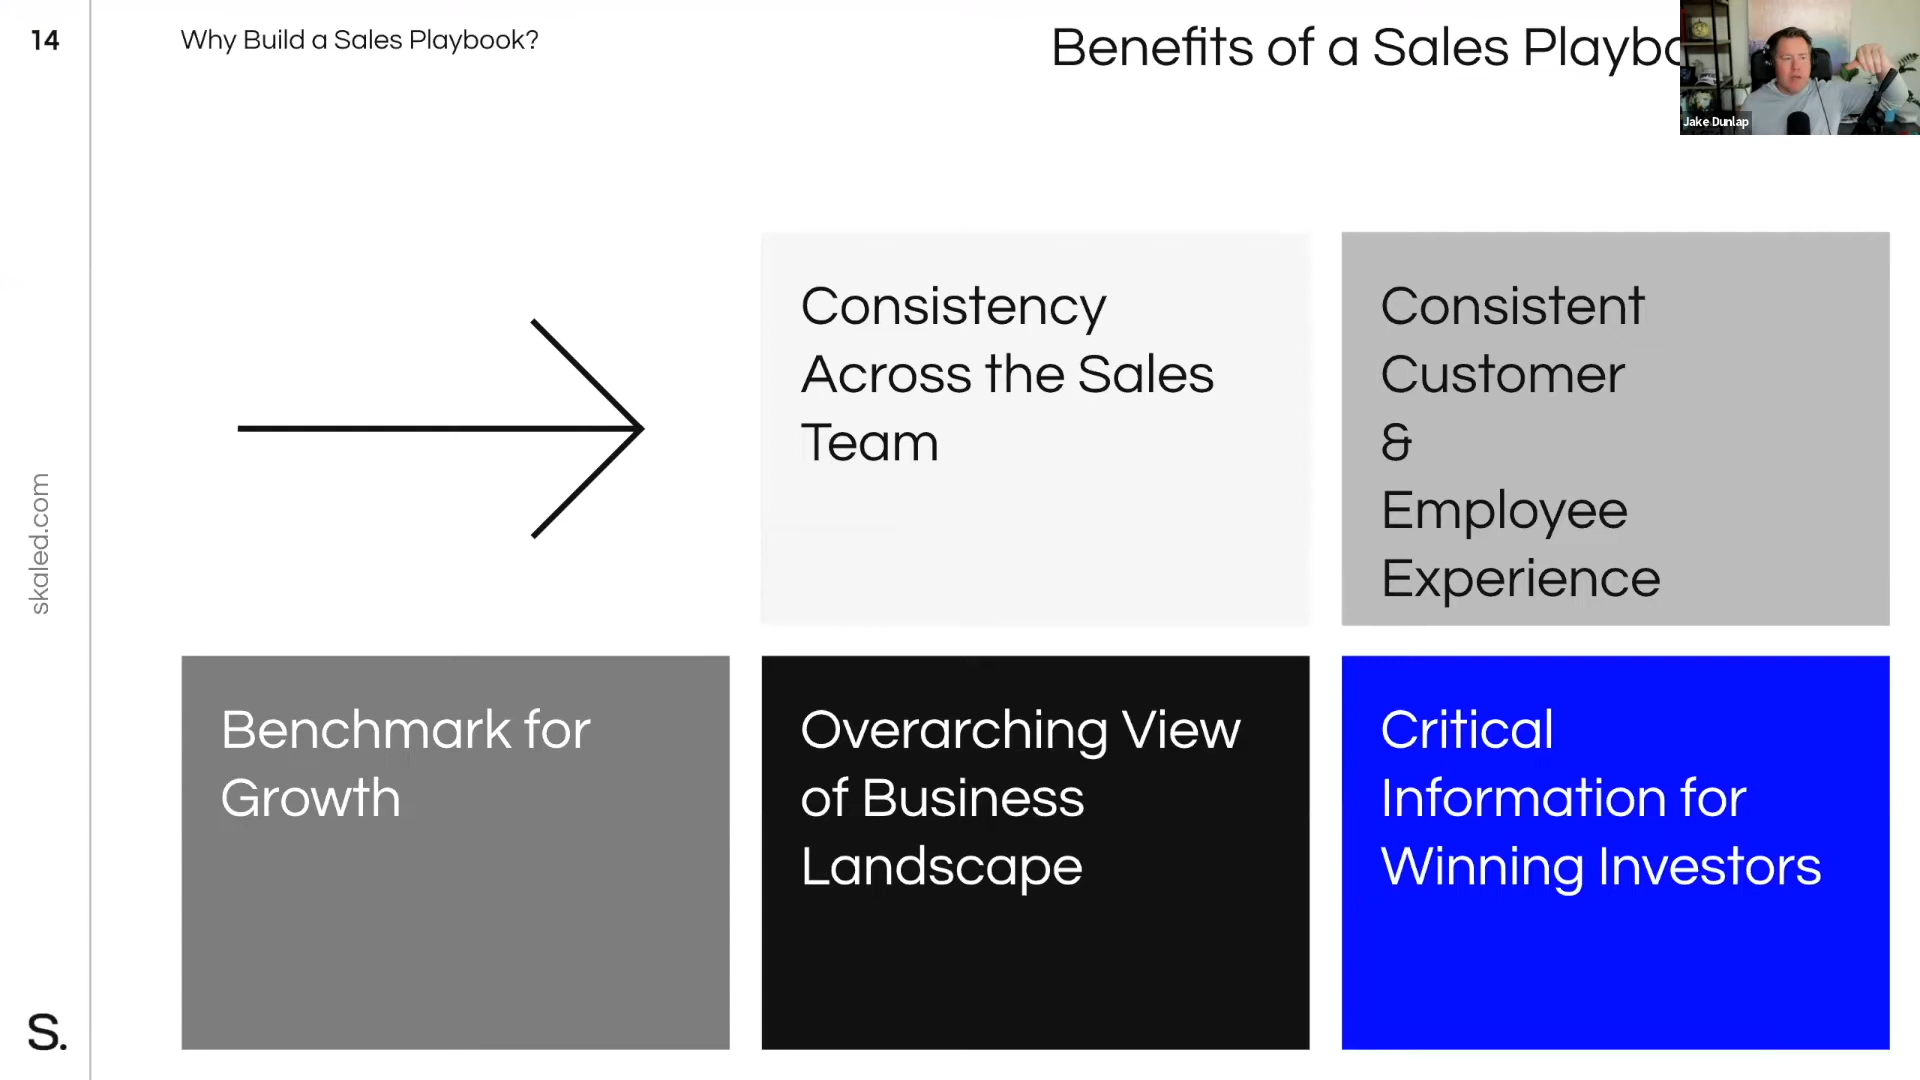 14
Why Build a Sales Playbook?
Benefits of a Sales
Jake Dunlap
Consistency
Across the Sales
Team
Consistent
Customer
&
Employee
Experience
skaled.com
Benchmark for
Growth
Overarching View
of Business
Landscape
Critical
Information for
Winning Investors
S.